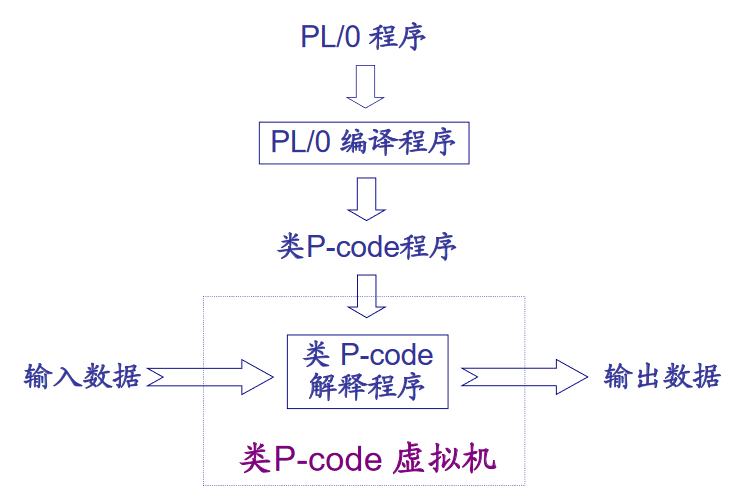 PL/0 程序
PL/0 编译程序
类P-code程序
类 P-code
解释程序
输入数据
输出数据
类P-code 虚拟机